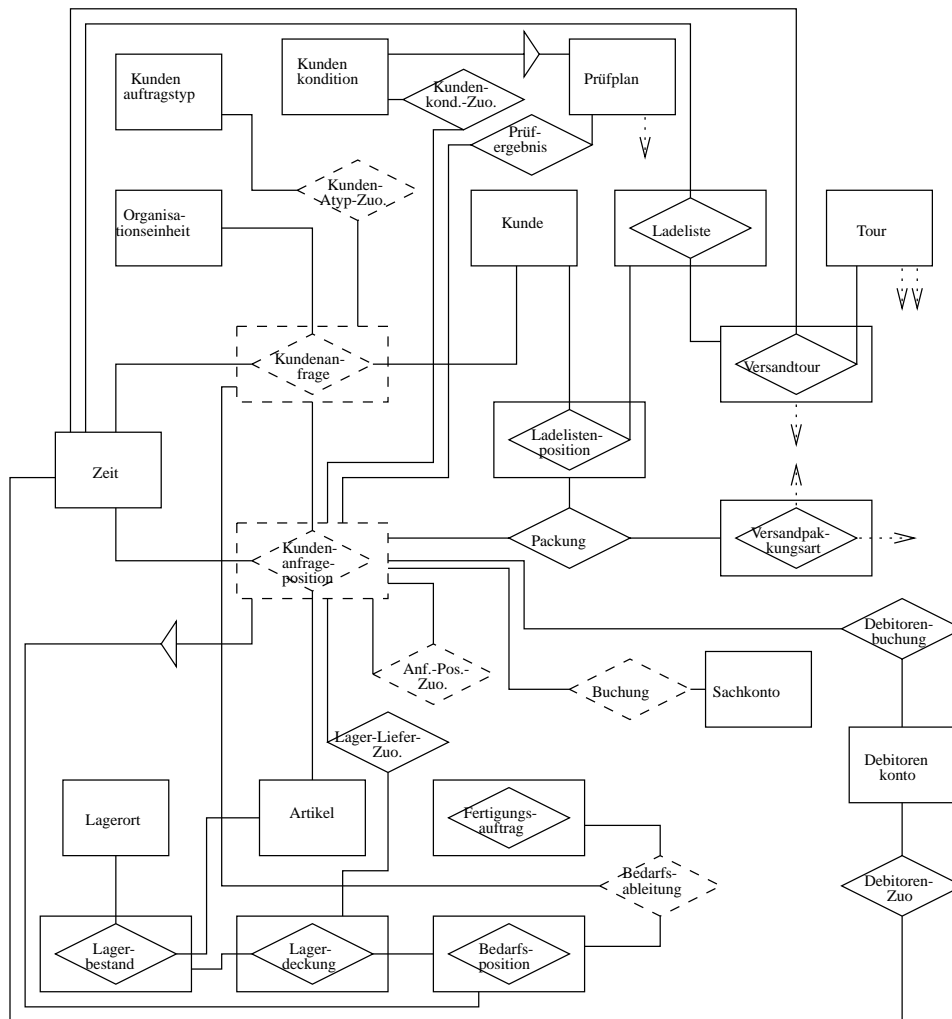 Kunden
auftragstyp
Kunden
kondition
Kunden-
kond.-Zuo.
Prüfplan
Prüf-
ergebnis
Kunden-
Atyp-Zuo.
Organisa-
tionseinheit
Kunde
Ladeliste
Tour
Kundenan-
frage
Versandtour
Ladelisten-
position
Zeit
Kunden-
anfrage-
position
Packung
Versandpak-
kungsart
Debitoren-
buchung
Anf.-Pos.-
Zuo.
Buchung
Sachkonto
Lager-Liefer-
Zuo.
Debitoren
konto
Lagerort
Artikel
Fertigungs-
auftrag
Bedarfs-
ableitung
Debitoren-
Zuo
Lager-
bestand
Lager-
deckung
Bedarfs-
position